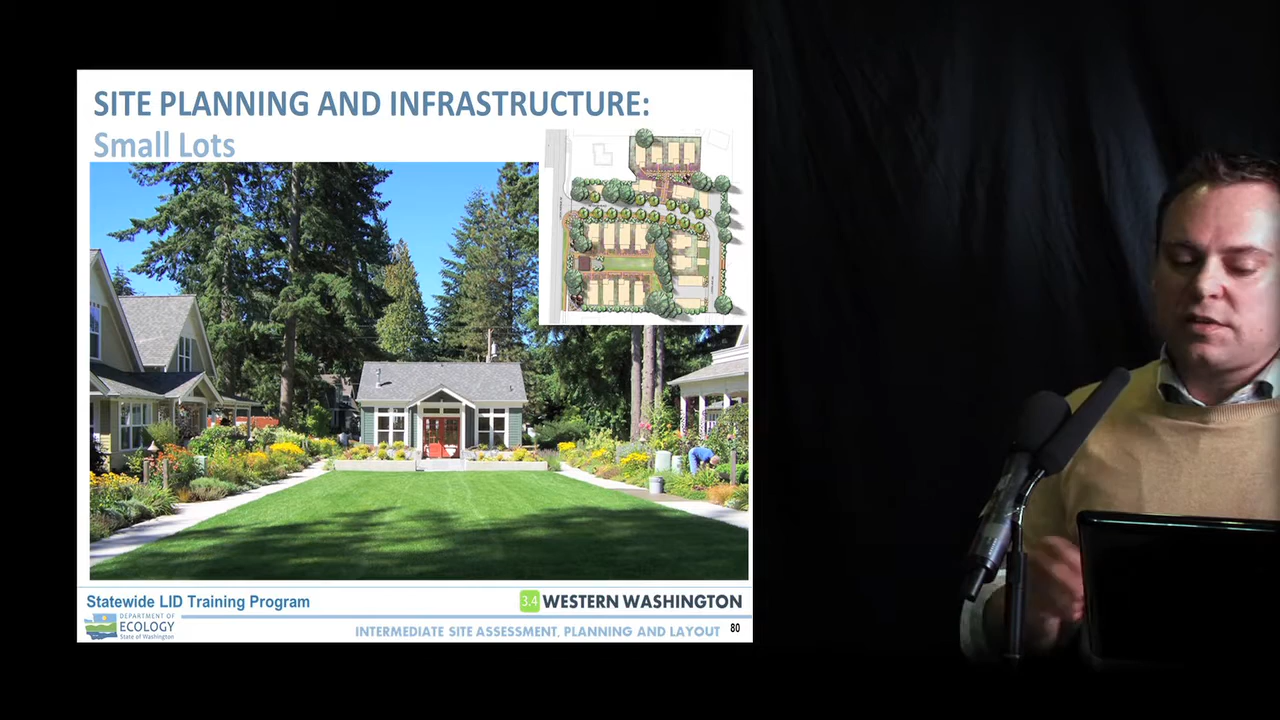 SITE PLANNING AND INFRASTRUCTURE:
Small Lots
Statewide LID Training Program
3.4 WESTERN WASHINGTON
DEPARTMENT OF
ECOLOGY
State of Washington
INTERMEDIATE SITE ASSESSMENT, PLANNING AND LAYOUT 80